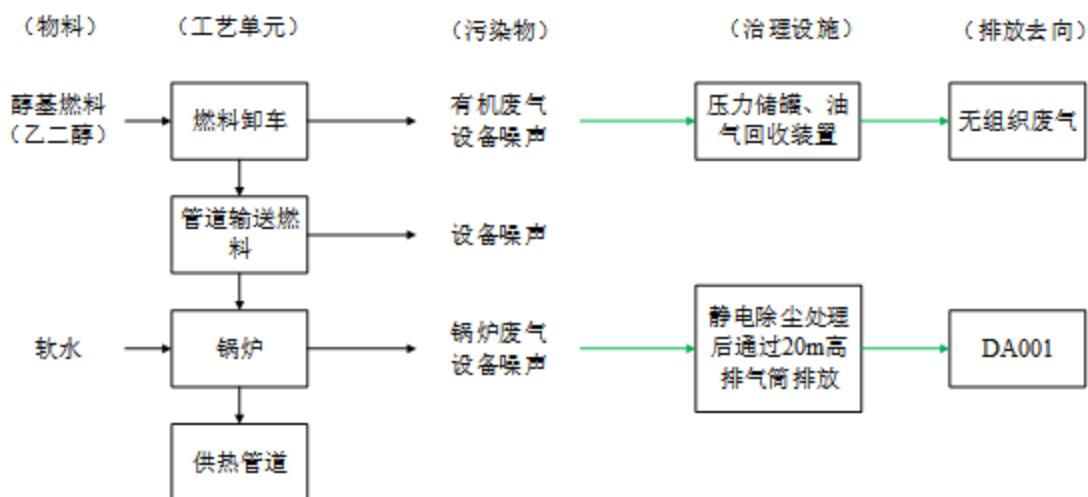 （物料）
（工艺单元）
（污染物）
（治理设施）
（排放去向）
醇基燃料
（乙二醇）
燃料卸车
有机废气
设备噪声
压力储罐、油
气回收装置
无组织废气
管道输送燃
料
设备噪声
软水
锅炉
锅炉废气
设备噪声
静电除尘处理
后通过20m高
排气筒排放
DA001
供热管道